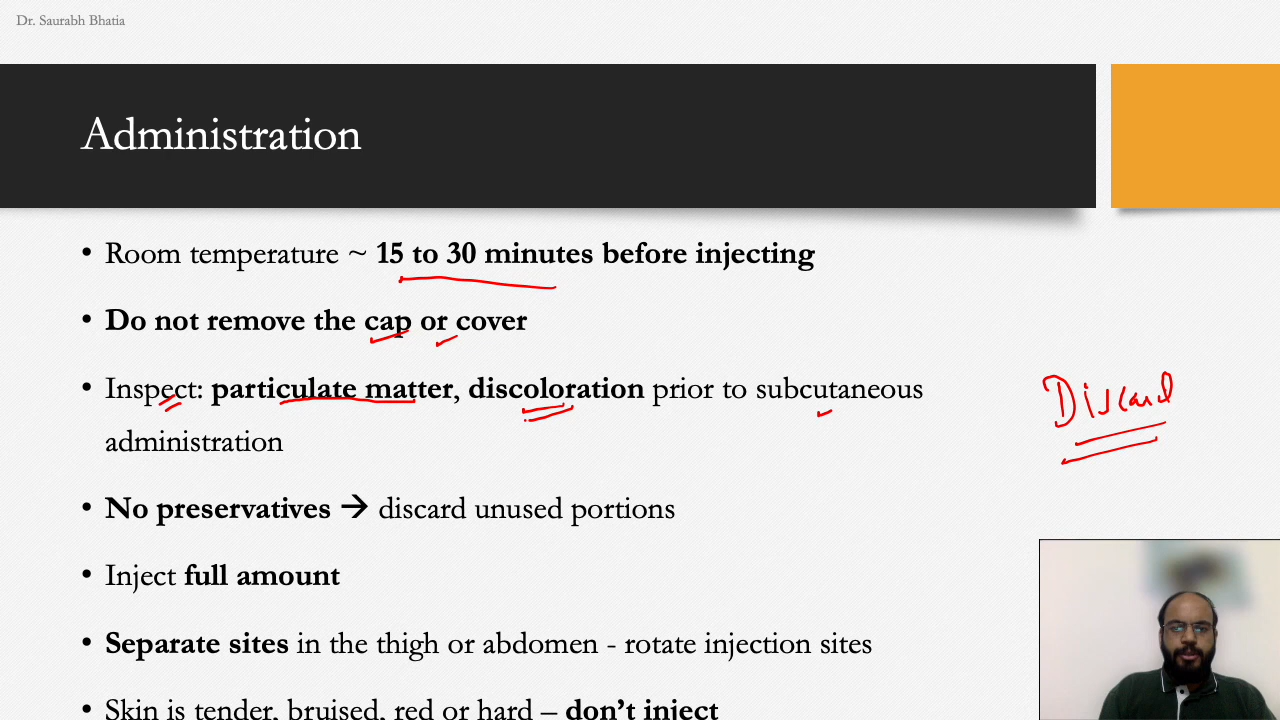 Dr. Saurabh Bhatia
Administration
• Room temperature ~ 15 to 30 minutes before injecting
• Do not remove the cap or cover
• Inspect: particulate matter, discoloration prior to subcutaneous
administration
Discard
• No preservatives → discard unused portions
• Inject full amount
• Separate sites in the thigh or abdomen - rotate injection sites
• Skin is tender, bruised, red or hard – don’t inject